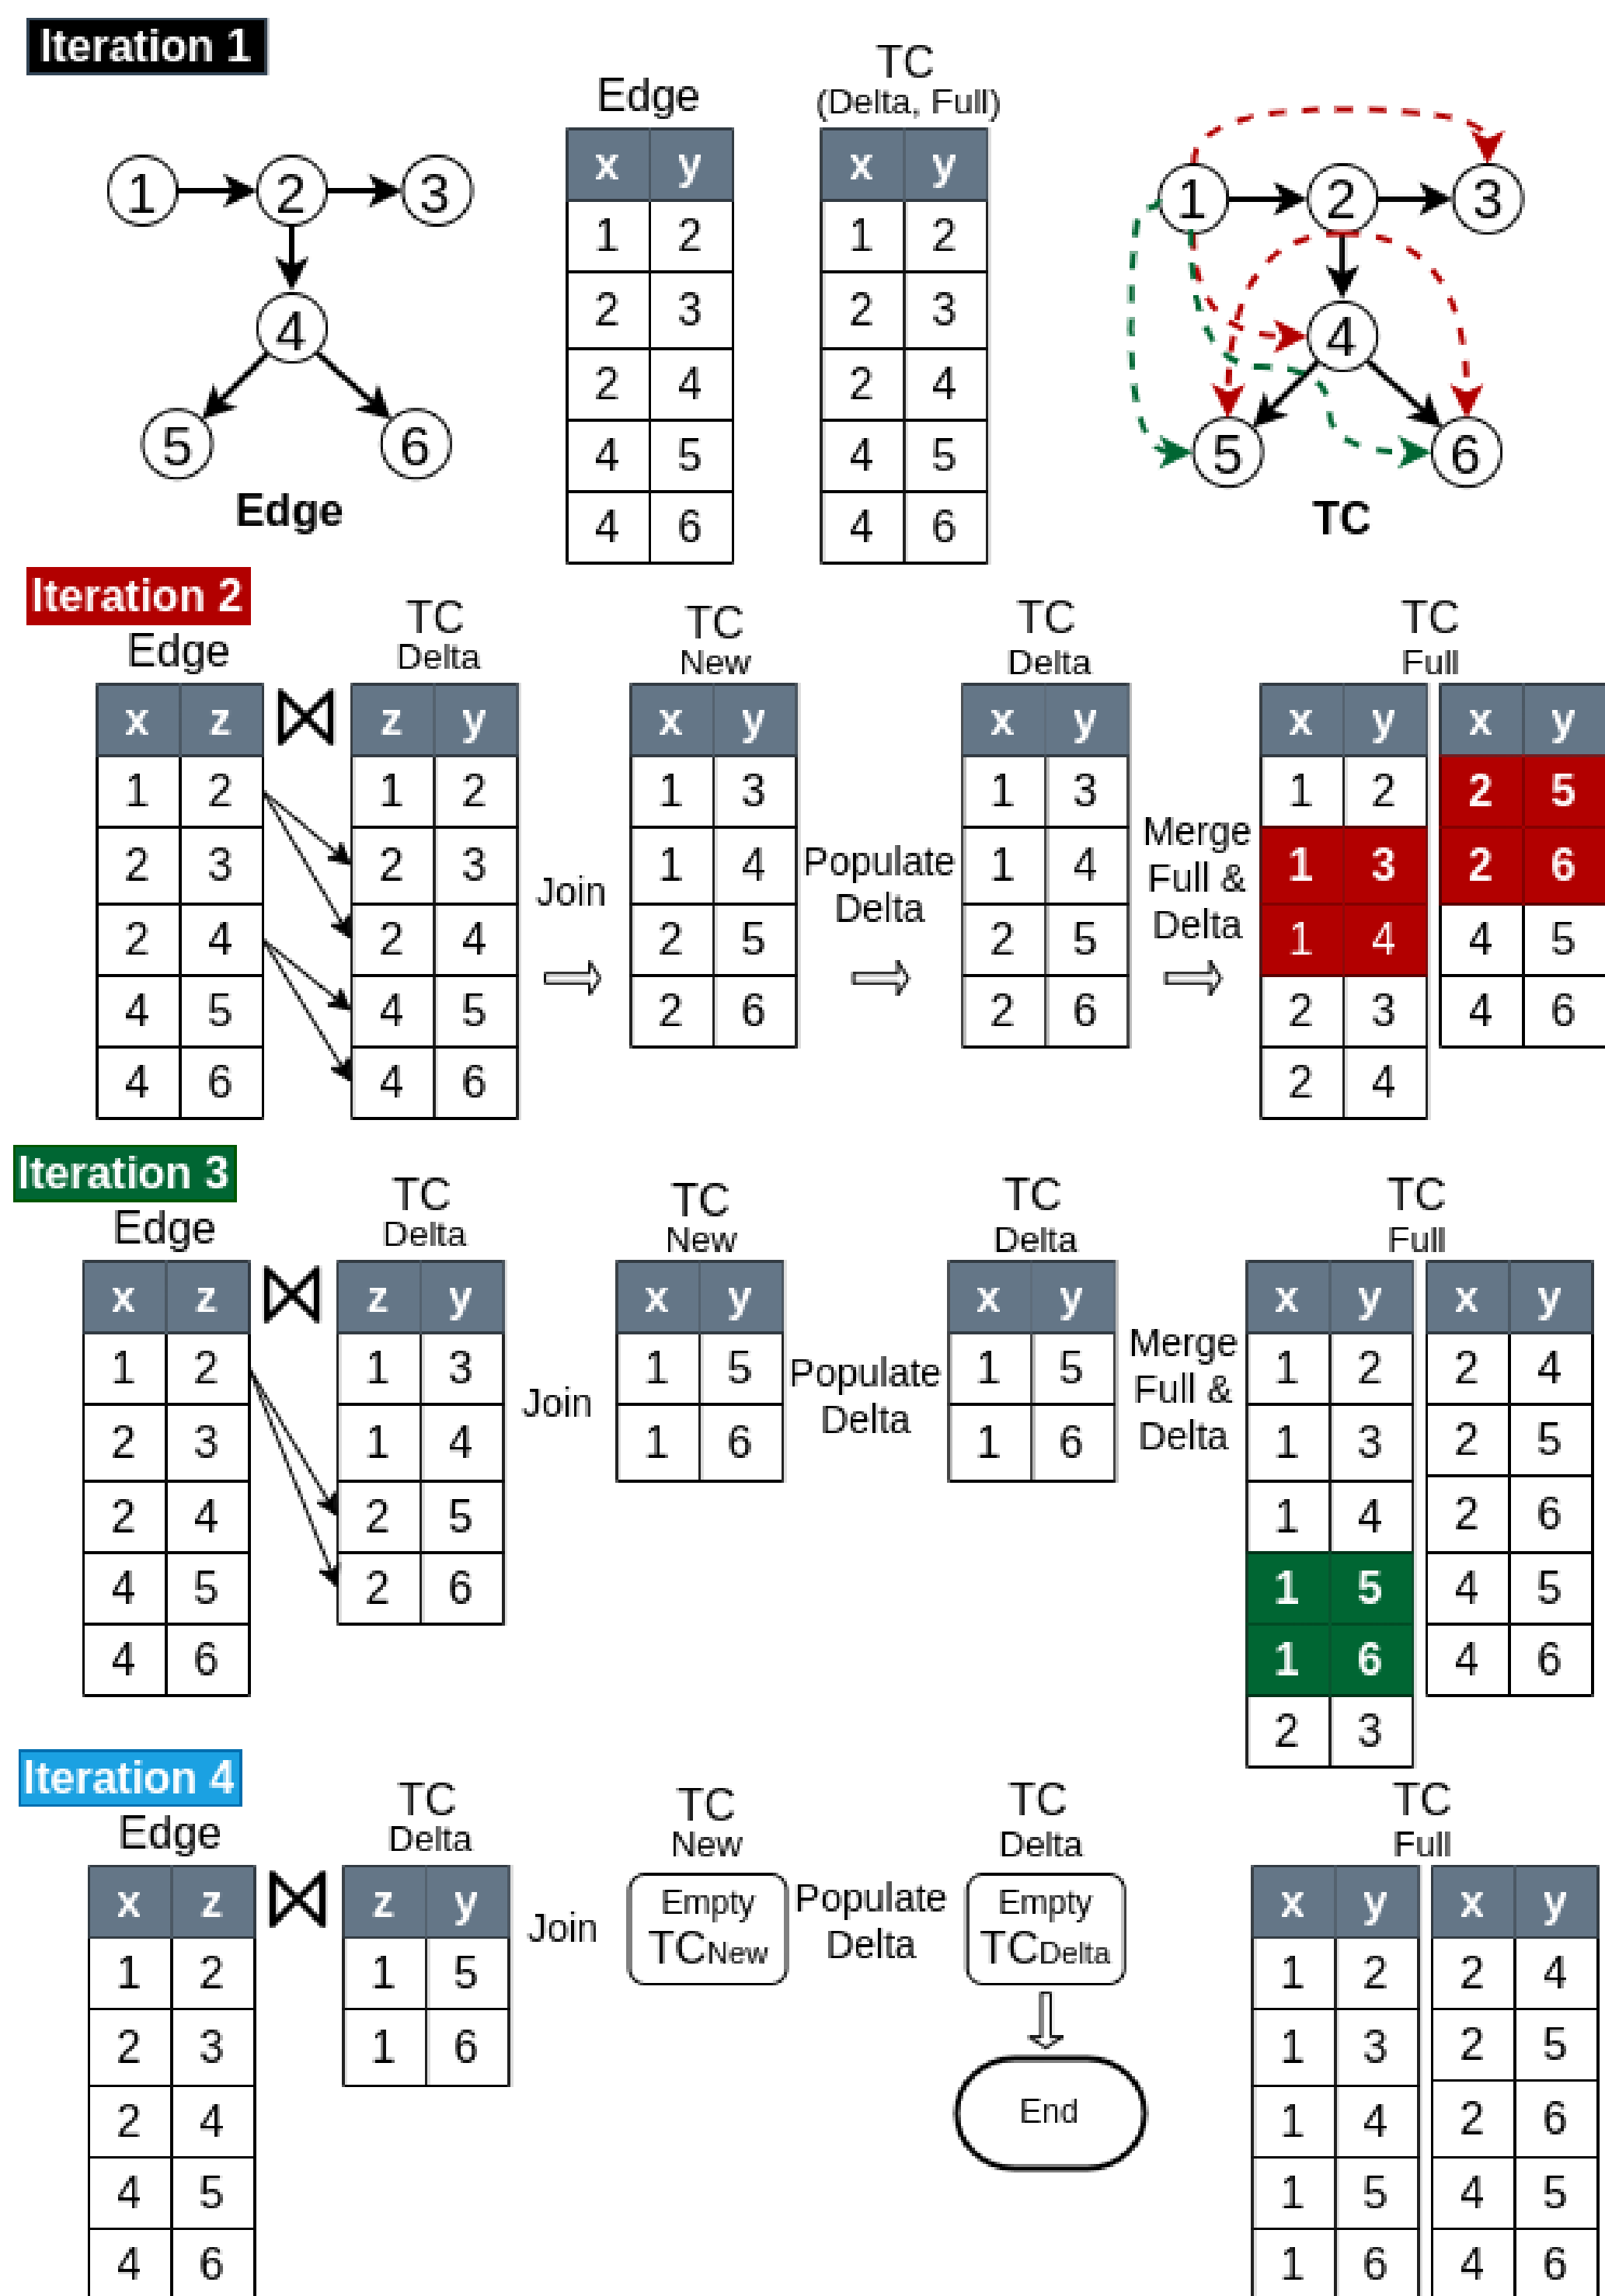 Iteration 1
Edge
TC
(Delta, Full)
x y
x y
1 2 3
1 2 3
1 2
1 2
2 3
2 3
4
4
2 4
2 4
5 6
5 6
4 5
4 5
Edge
TC
4 6
4 6
Iteration 2
Edge
TC
Delta
TC
New
TC
Delta
TC
Full
x z ⋈ z y
x y
x y
x y x y
1 2 1 2
1 3
1 3
1 2 2 5
2 3 2 3
1 4
1 4
1 3 2 6
2 4 2 4
2 5
2 5
1 4 4 5
4 5 4 5
2 6
2 6
2 3 4 6
4 6 4 6
2 4
Join
Populate
Delta
Merge
Full &
Delta
Iteration 3
Edge
TC
Delta
TC
New
TC
Delta
TC
Full
x z ⋈ z y
x y
x y
x y x y
1 2 1 3
1 5
1 5
1 2 2 4
2 3 1 4
1 6
1 6
1 3 2 5
2 4 2 5
1 4 2 6
4 5 2 6
1 5 4 5
4 6
1 6 4 6
2 3
Join
Populate
Delta
Merge
Full &
Delta
Iteration 4
Edge
TC
Delta
TC
New
TC
Delta
TC
Full
x z ⋈ z y
Join
Empty
TCNew
Populate
Delta
Empty
TCDelta
End
x y x y
1 2 1 5
1 2 2 4
2 3 1 6
1 3 2 5
2 4
1 4 2 6
4 5
1 5 4 5
4 6
1 6 4 6